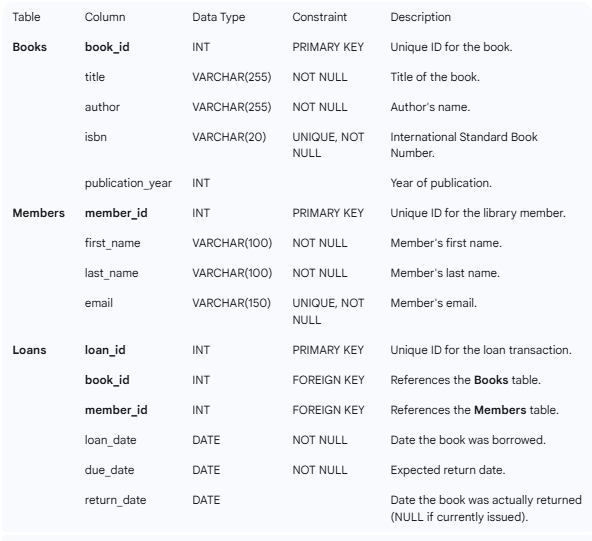 Table Column Data Type Constraint Description
Books book_id INT PRIMARY KEY Unique ID for the book.
title VARCHAR(255) NOT NULL Title of the book.
author VARCHAR(255) NOT NULL Author's name.
isbn VARCHAR(20) UNIQUE, NOT International Standard Book
NULL Number.
publication_year INT Year of publication.
Members member_id INT PRIMARY KEY Unique ID for the library member.
first_name VARCHAR(100) NOT NULL Member's first name.
last_name VARCHAR(100) NOT NULL Member's last name.
email VARCHAR(150) UNIQUE, NOT Member's email.
NULL
Loans loan_id INT PRIMARY KEY Unique ID for the loan transaction.
book_id INT FOREIGN KEY References the Books table.
member_id INT FOREIGN KEY References the Members table.
loan_date DATE NOT NULL Date the book was borrowed.
due_date DATE NOT NULL Expected return date.
return_date DATE Date the book was actually returned
(NULL if currently issued).